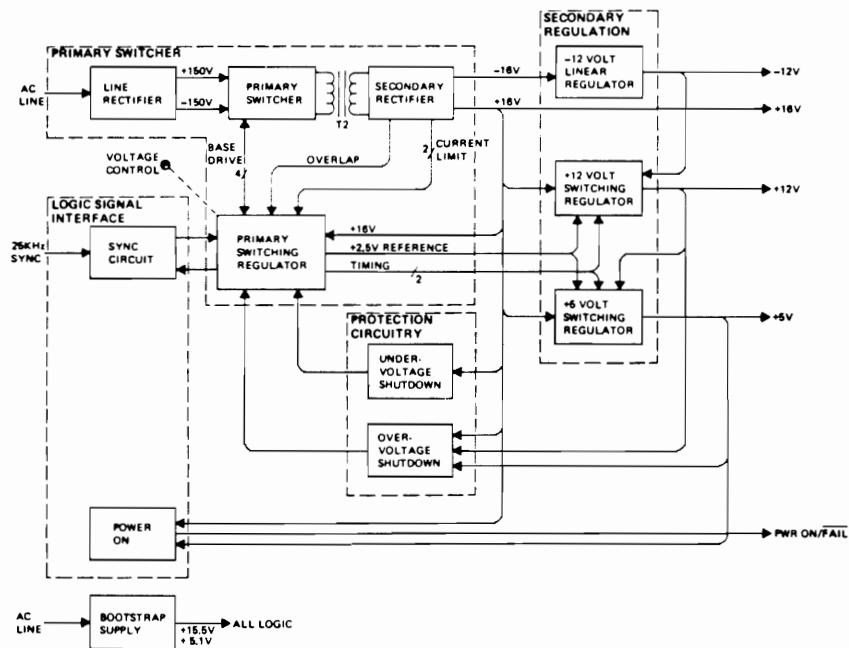 SECONDARY
REGULATION
PRIMARY SWITCHER
AC
LINE
LINE
RECTIFIER
+150V
-150V
PRIMARY
SWITCHER
T2
SECONDARY
RECTIFIER
-16V
+16V
-12 VOLT
LINEAR
REGULATOR
-12V
+16V
BASE
DRIVE
4
OVERLAP
2
CURRENT
LIMIT
VOLTAGE
CONTROL
+12 VOLT
SWITCHING
REGULATOR
+12V
LOGIC SIGNAL
INTERFACE
25KHz
SYNC
SYNC
CIRCUIT
PRIMARY
SWITCHING
REGULATOR
+16V
+2.5V REFERENCE
TIMING
2
+5 VOLT
SWITCHING
REGULATOR
+5V
PROTECTION
CIRCUITRY
UNDER-
VOLTAGE
SHUTDOWN
OVER-
VOLTAGE
SHUTDOWN
POWER
ON
PWR ON/FAIL
AC
LINE
BOOTSTRAP
SUPPLY
+15.5V
+5.1V
ALL LOGIC